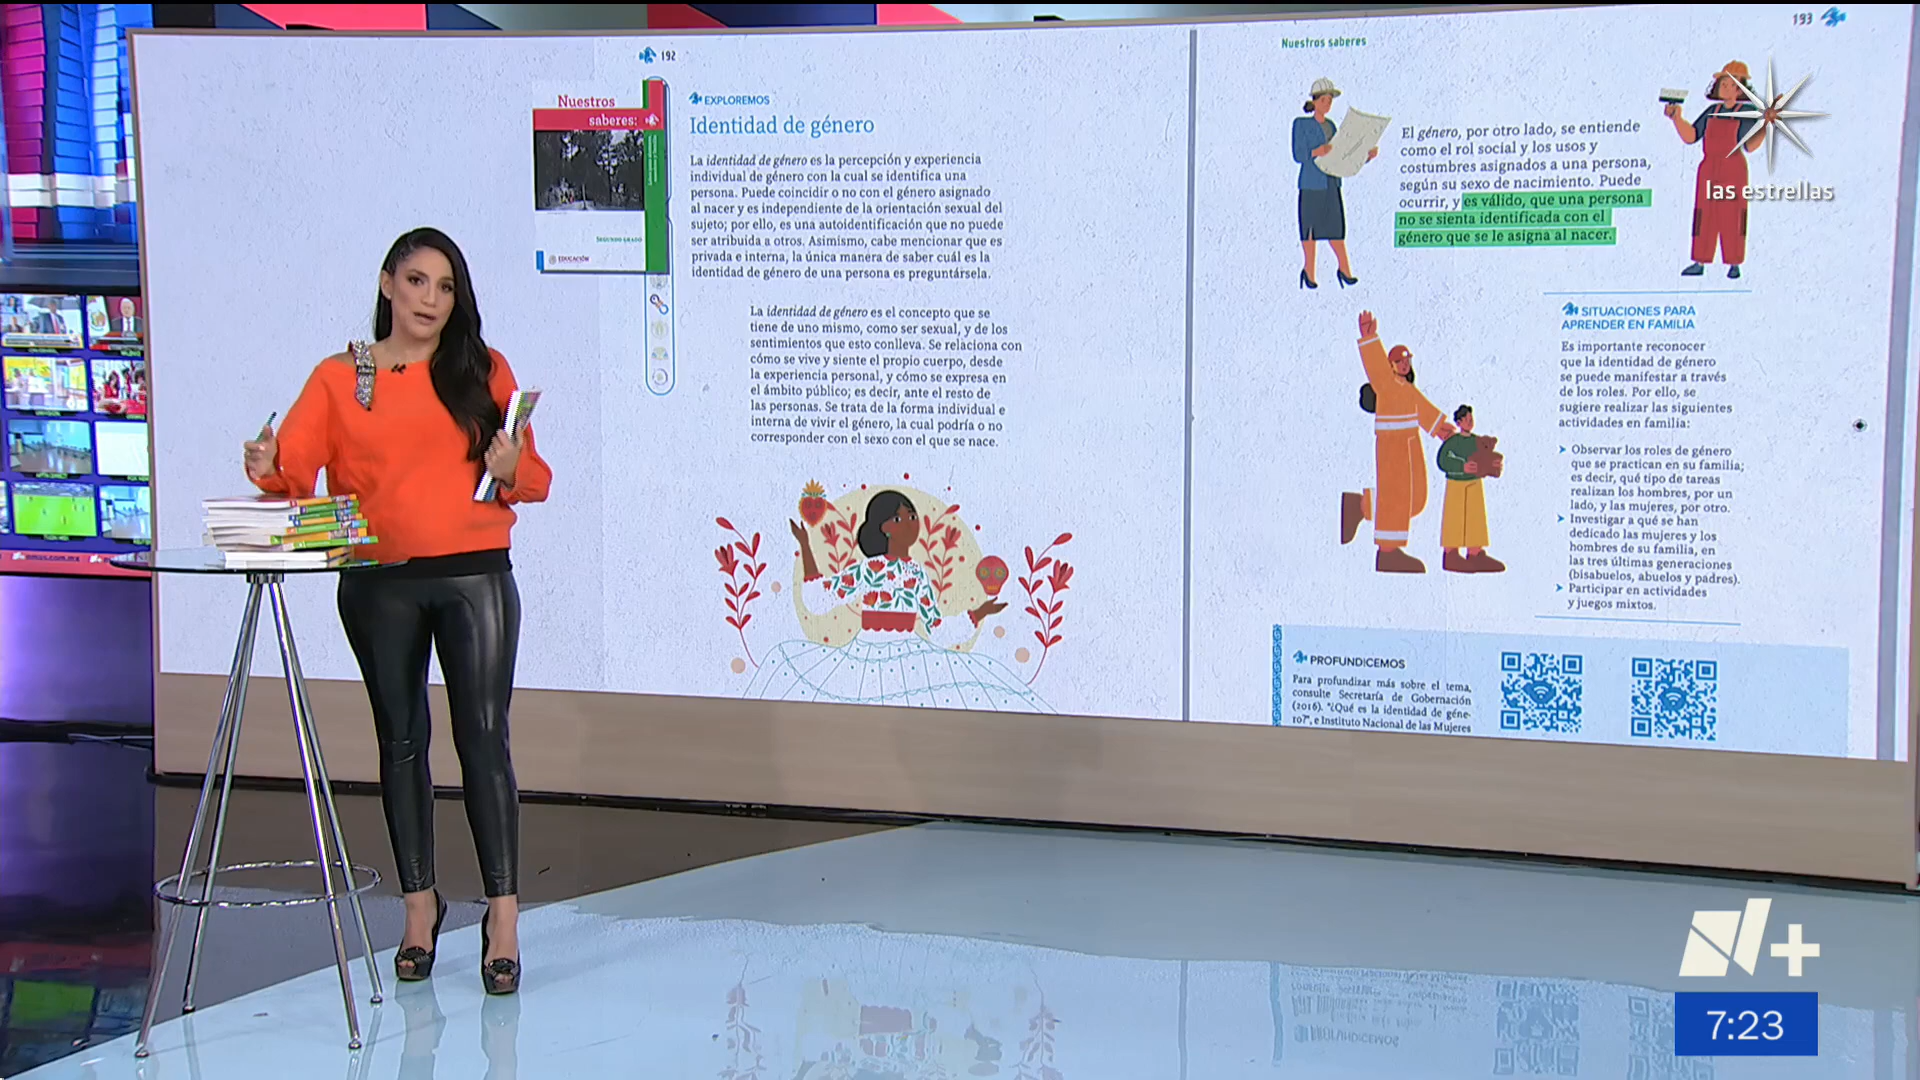 192
Nuestros
saberes:
SEGUNDO GRADO
EDUCACIÓN
EXPLOREMOS
Identidad de género
La identidad de género es la percepción y experiencia
individual de género con la cual se identifica una
persona. Puede coincidir o no con el género asignado
al nacer y es independiente de la orientación sexual del
sujeto; por ello, es una autoidentificación que no puede
ser atribuida a otros. Asimismo, cabe mencionar que es
privada e interna, la única manera de saber cuál es la
identidad de género de una persona es preguntársela.
La identidad de género es el concepto que se
tiene de uno mismo, como ser sexual, y de los
sentimientos que esto conlleva. Se relaciona con
cómo se vive y siente el propio cuerpo, desde
la experiencia personal, y cómo se expresa en
el ámbito público; es decir, ante el resto de
las personas. Se trata de la forma individual e
interna de vivir el género, la cual podría o no
corresponder con el sexo con el que se nace.
193
Nuestros saberes
El género, por otro lado, se entiende
como el rol social y los usos y
costumbres asignados a una persona,
según su sexo de nacimiento. Puede
ocurrir, y es válido, que una persona
no se sienta identificada con el
género que se le asigna al nacer.
las estrellas
SITUACIONES PARA
APRENDER EN FAMILIA
Es importante reconocer
que la identidad de género
se puede manifestar a través
de los roles. Por ello, se
sugiere realizar las siguientes
actividades en familia:
➤ Observar los roles de género
que se practican en su familia;
es decir, qué tipo de tareas
realizan los hombres, por un
lado, y las mujeres, por otro.
➤ Investigar a qué se han
dedicado las mujeres y los
hombres de su familia, en
las tres últimas generaciones
(bisabuelos, abuelos y padres).
➤ Participar en actividades
y juegos mixtos.
PROFUNDICEMOS
Para profundizar más sobre el tema,
consulte Secretaría de Gobernación
(2016). "¿Qué es la identidad de géne-
ro?", e Instituto Nacional de las Mujeres
N+
7:23